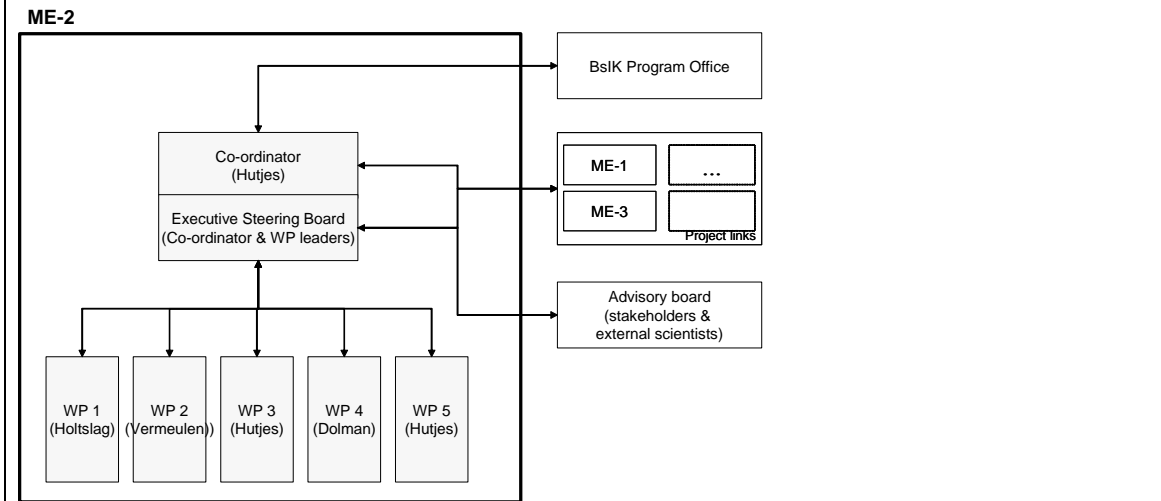 ME-2
BsIK Program Office
Co-ordinator
(Hutjes)
Executive Steering Board
(Co-ordinator & WP leaders)
ME-1
...
ME-3
Project links
Advisory board
(stakeholders &
external scientists)
WP 1
(Holtslag)
WP 2
(Vermeulen))
WP 3
(Hutjes)
WP 4
(Dolman)
WP 5
(Hutjes)